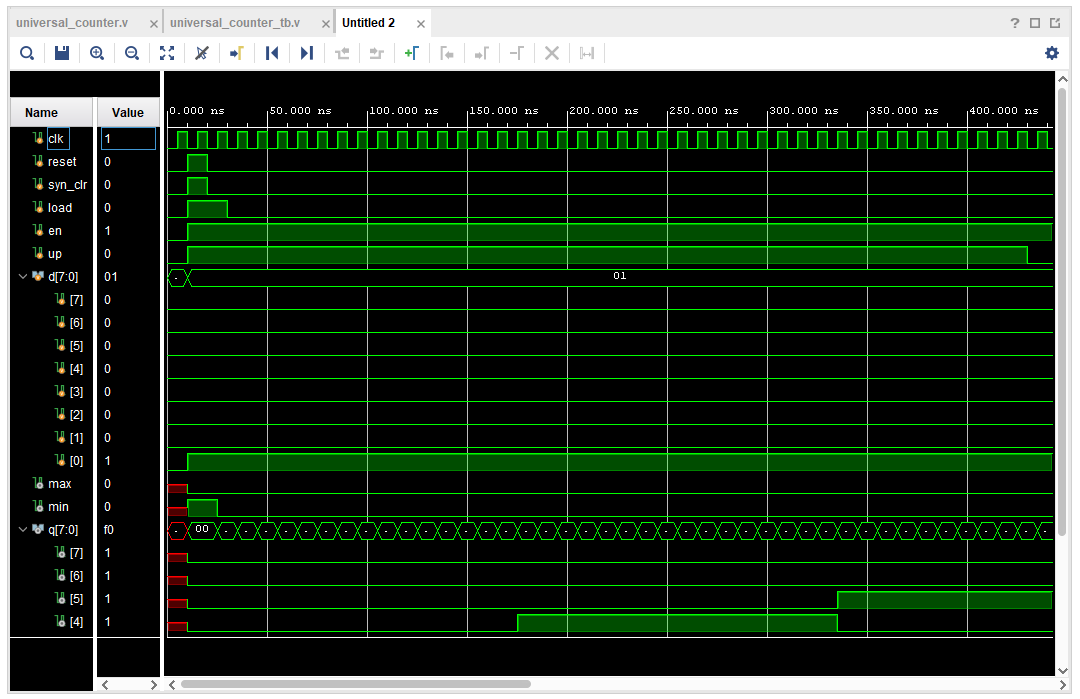 universal_counter.v × universal_counter_tb.v × Untitled 2 × ?
Name Value 0.000 ns 50.000 ns 100.000 ns 150.000 ns 200.000 ns 250.000 ns 300.000 ns 350.000 ns 400.000 ns
clk 1
reset 0
syn_clr 0
load 0
en 1
up 0
d[7:0] 01 . 01
[7] 0
[6] 0
[5] 0
[4] 0
[3] 0
[2] 0
[1] 0
[0] 1
max 0
min 0
q[7:0] f0 . 00 . . . . . . . . . . . . . . . . . . . . . . . . . . . . . . . . . . . . . . . . . .
[7] 1
[6] 1
[5] 1
[4] 1